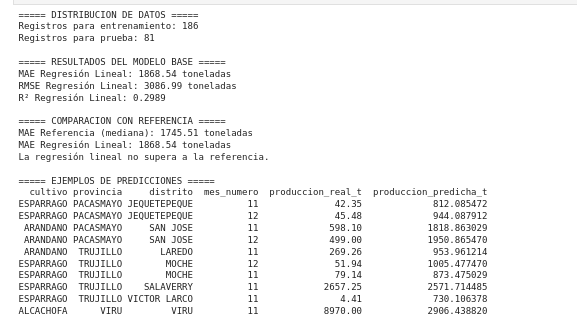 ===== DISTRIBUCION DE DATOS =====
Registros para entrenamiento: 186
Registros para prueba: 81
===== RESULTADOS DEL MODELO BASE =====
MAE Regresión Lineal: 1868.54 toneladas
RMSE Regresión Lineal: 3086.99 toneladas
R² Regresión Lineal: 0.2989
===== COMPARACION CON REFERENCIA =====
MAE Referencia (mediana): 1745.51 toneladas
MAE Regresión Lineal: 1868.54 toneladas
La regresión lineal no supera a la referencia.
===== EJEMPLOS DE PREDICCIONES =====
cultivo provincia distrito mes_numero produccion_real_t produccion_predicha_t
ESPARRAGO PACASMAYO JEQUETEPEQUE 11 42.35 812.085472
ESPARRAGO PACASMAYO JEQUETEPEQUE 12 45.48 944.087912
ARANDANO PACASMAYO SAN JOSE 11 598.10 1818.863029
ARANDANO PACASMAYO SAN JOSE 12 499.00 1950.865470
ARANDANO TRUJILLO LAREDO 11 269.26 953.961214
ESPARRAGO TRUJILLO MOCHE 12 51.94 1005.477470
ESPARRAGO TRUJILLO MOCHE 11 79.14 873.475029
ESPARRAGO TRUJILLO SALAVERRY 11 2657.25 2571.714485
ESPARRAGO TRUJILLO VICTOR LARCO 11 4.41 730.106378
ALCACHOFA VIRU VIRU 11 8970.00 2906.438820